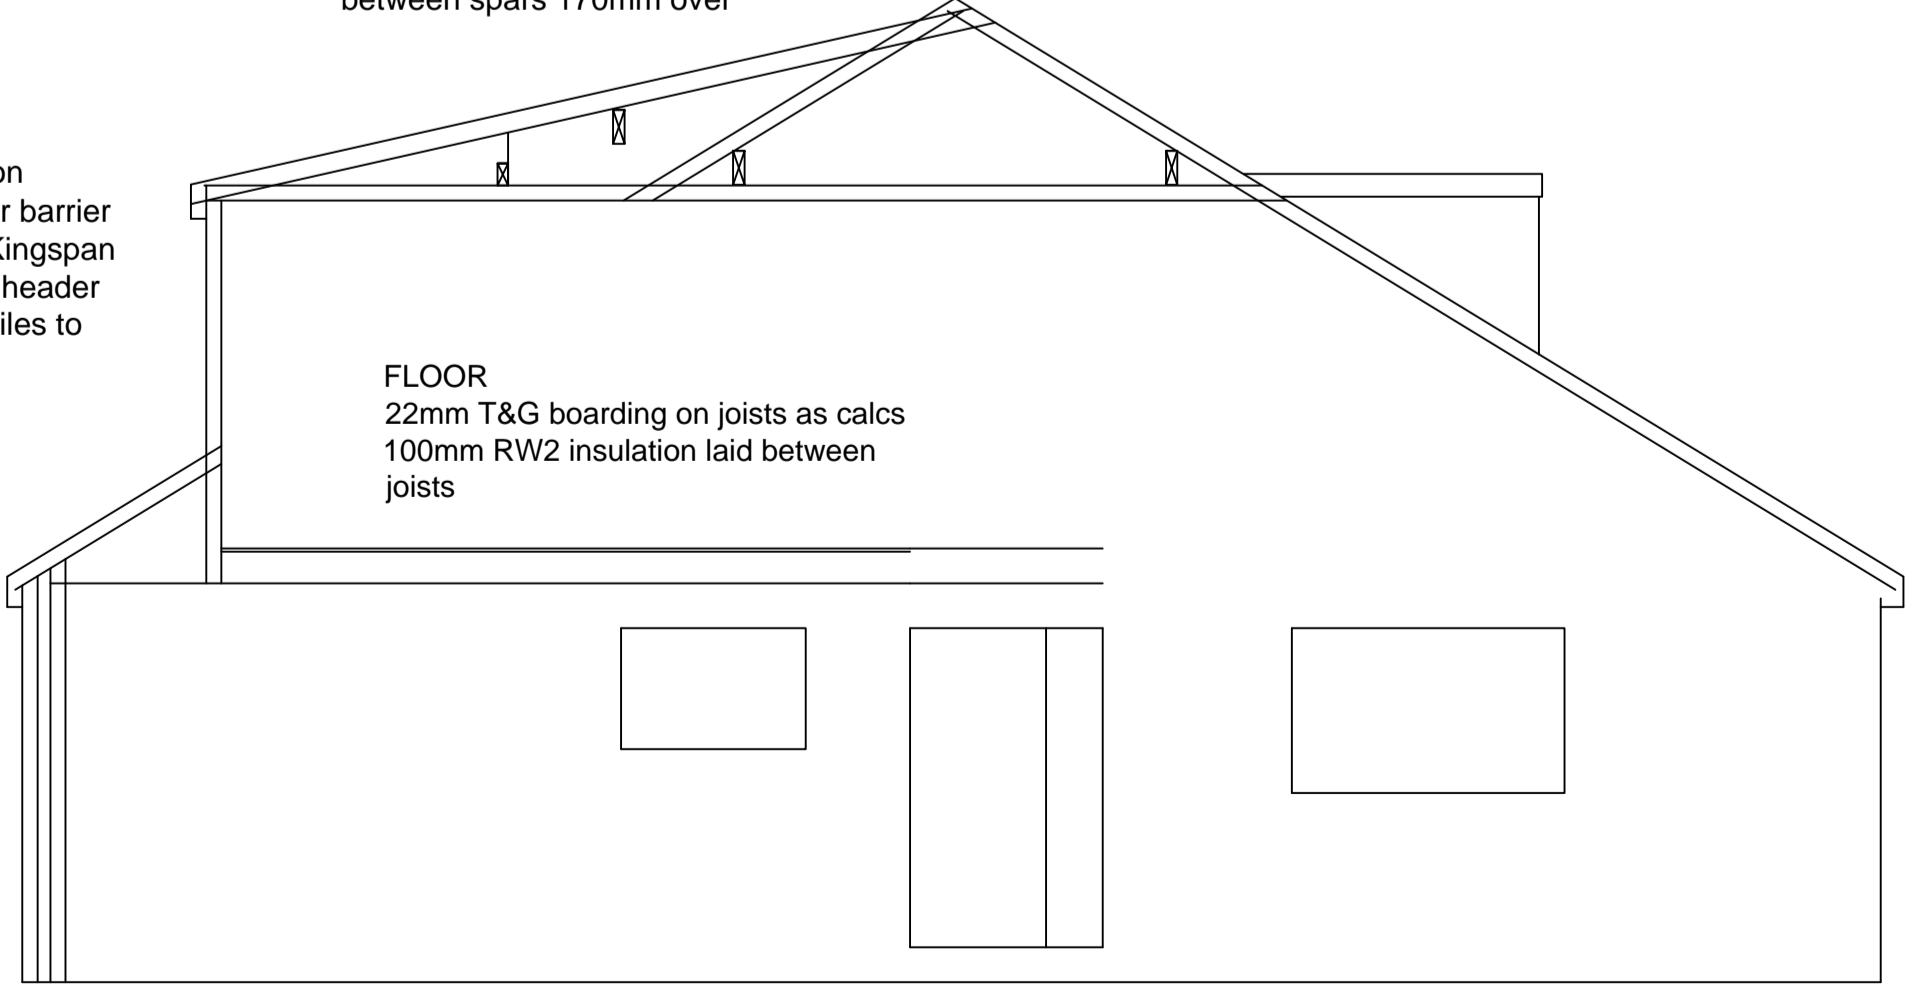 between spars 170mm over
on
r barrier
Kingspan
header
iles to
FLOOR
22mm T&G boarding on joists as calcs
100mm RW2 insulation laid between
joists